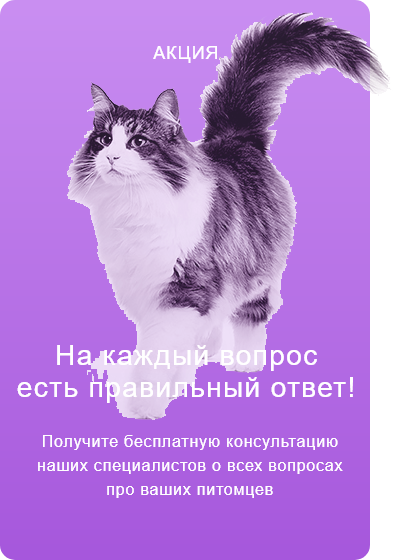 АКЦИЯ
На каждый вопрос
есть правильный ответ!
Получите бесплатную консультацию
наших специалистов о всех вопросах
про ваших питомцев